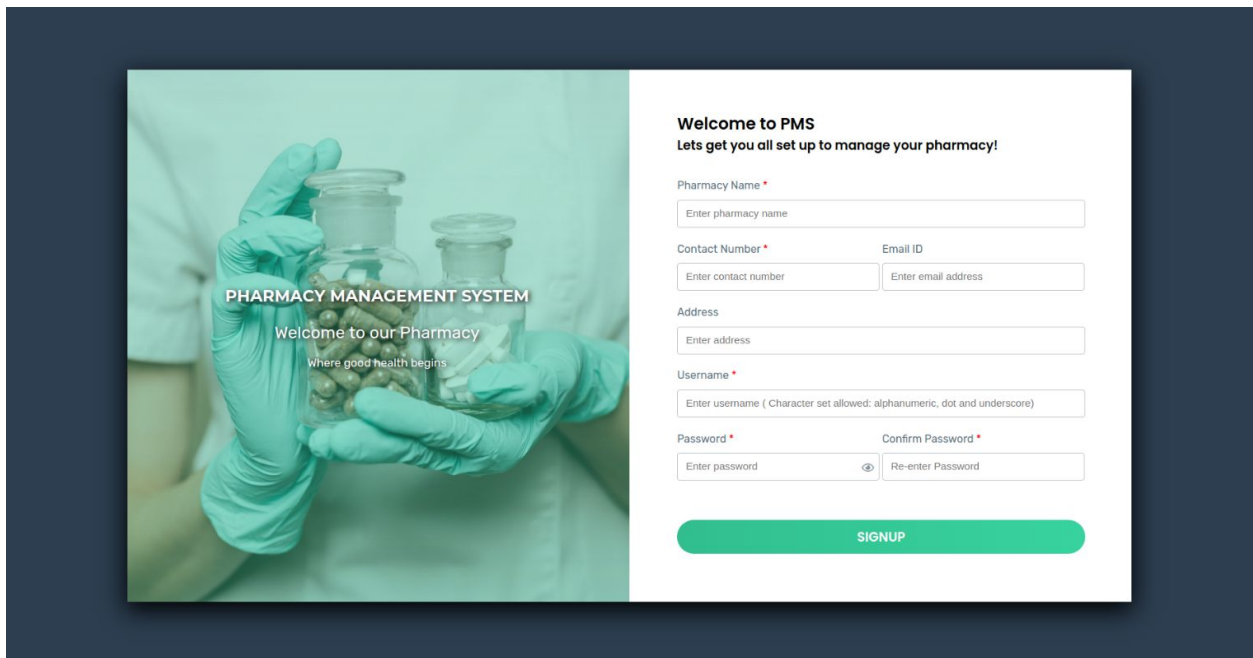 PHARMACY MANAGEMENT SYSTEM
Welcome to our Pharmacy
Where good health begins
Welcome to PMS
Lets get you all set up to manage your pharmacy!
Pharmacy Name *
Enter pharmacy name
Contact Number * Email ID
Enter contact number Enter email address
Address
Enter address
Username *
Enter username ( Character set allowed: alphanumeric, dot and underscore)
Password * Confirm Password *
Enter password Re-enter Password
SIGNUP